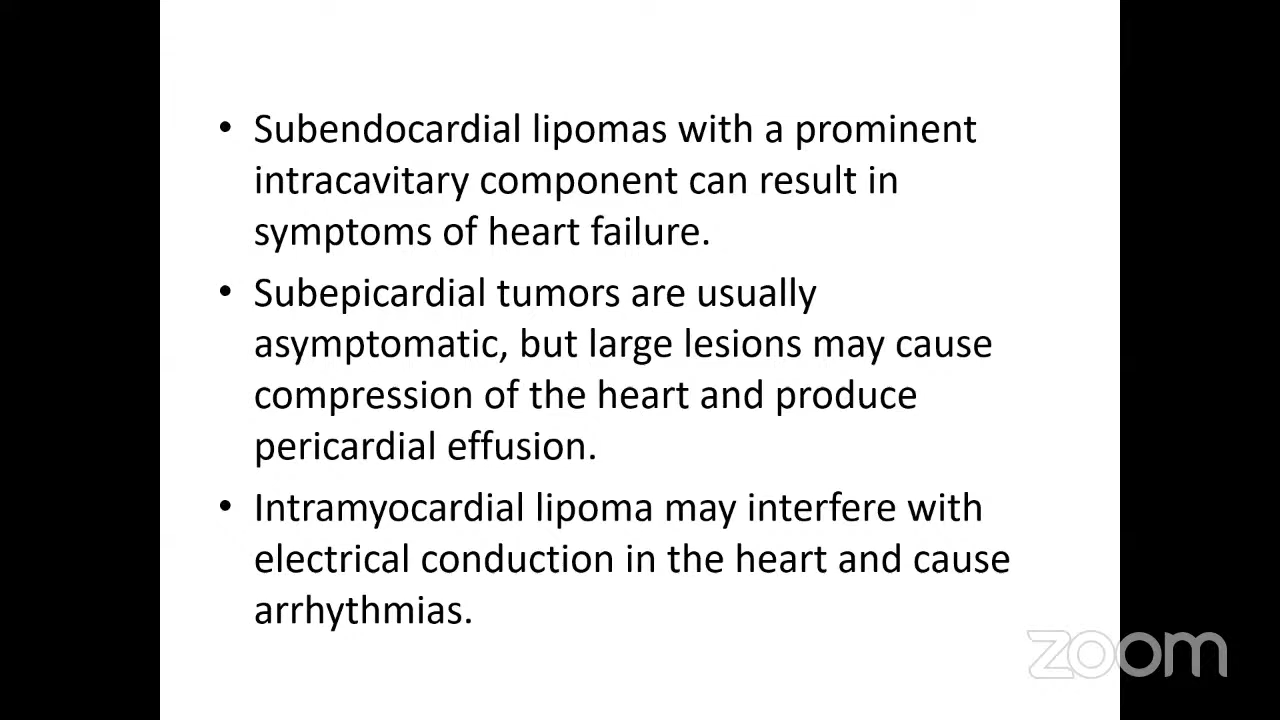 • Subendocardial lipomas with a prominent
intracavitary component can result in
symptoms of heart failure.
• Subepicardial tumors are usually
asymptomatic, but large lesions may cause
compression of the heart and produce
pericardial effusion.
• Intramyocardial lipoma may interfere with
electrical conduction in the heart and cause
arrhythmias.
zoom